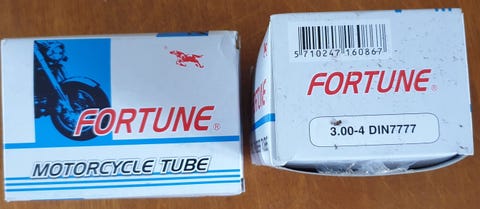 FORTUNE®
MOTORCYCLE TUBE
5 710247 160867
FORTUNE®
3.00-4 DIN7777